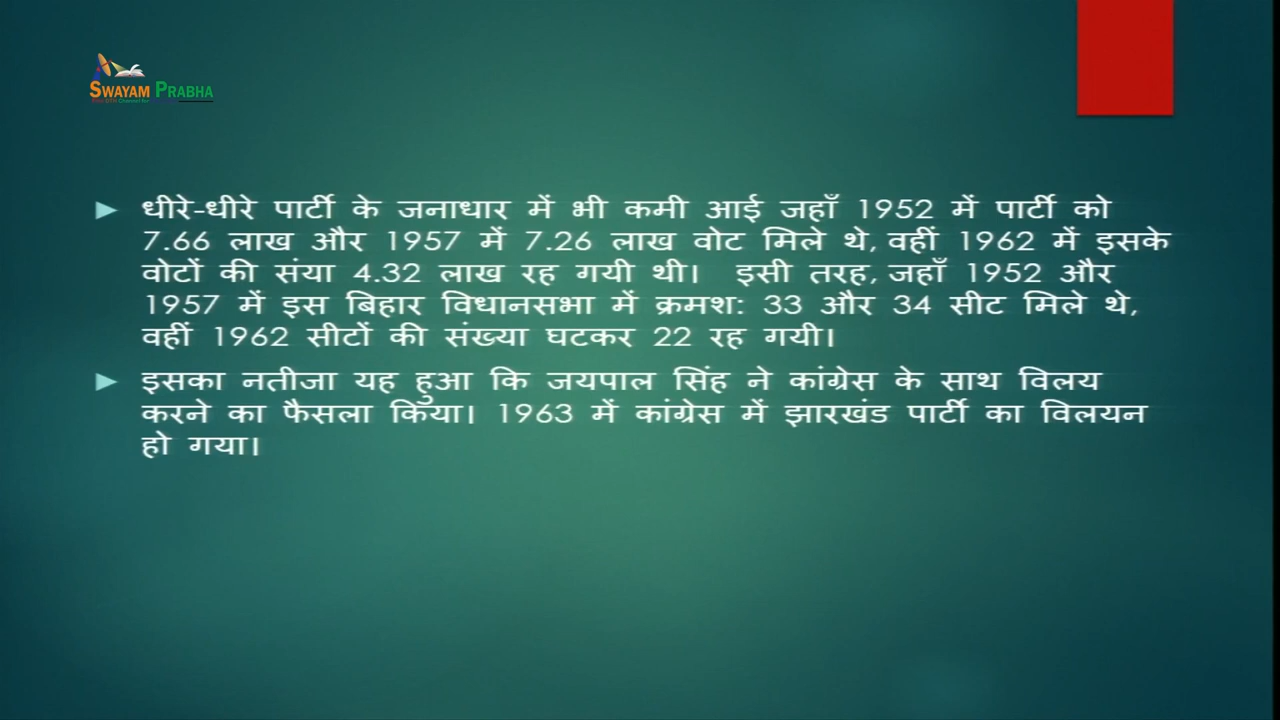 SWAYAM PRABHA
धीरे-धीरे पार्टी के जनाधार में भी कमी आई जहाँ 1952 में पार्टी को
7.66 लाख और 1957 में 7.26 लाख वोट मिले थे, वहीं 1962 में इसके
वोटों की संया 4.32 लाख रह गयी थी। इसी तरह, जहाँ 1952 और
1957 में इस बिहार विधानसभा में क्रमश: 33 और 34 सीट मिले थे,
वहीं 1962 सीटों की संख्या घटकर 22 रह गयी।
इसका नतीजा यह हुआ कि जयपाल सिंह ने कांग्रेस के साथ विलय
करने का फैसला किया। 1963 में कांग्रेस में झारखंड पार्टी का विलयन
हो गया।